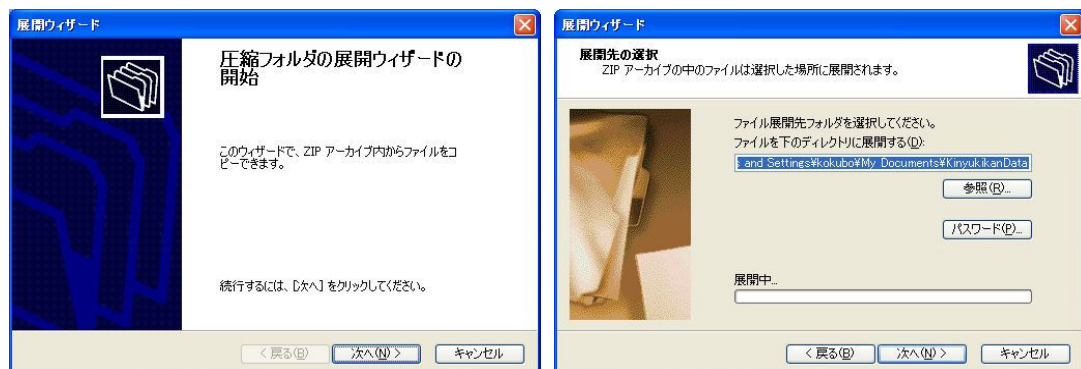 展開ウィザード
圧縮フォルダの展開ウィザードの
開始
このウィザードで、ZIP アーカイブ内からファイルをコ
ピーできます。
続行するには、[次へ] をクリックしてください。
< 戻る(B)
次へ(N) >
キャンセル
展開ウィザード
展開先の選択
ZIP アーカイブの中のファイルは選択した場所に展開されます。
ファイル展開先フォルダを選択してください。
ファイルを下のディレクトリに展開する(D):
s and Settings¥kokubo¥My Documents¥KinyukikanData
参照(R)...
パスワード(P)...
展開中...
< 戻る(B)
次へ(N) >
キャンセル